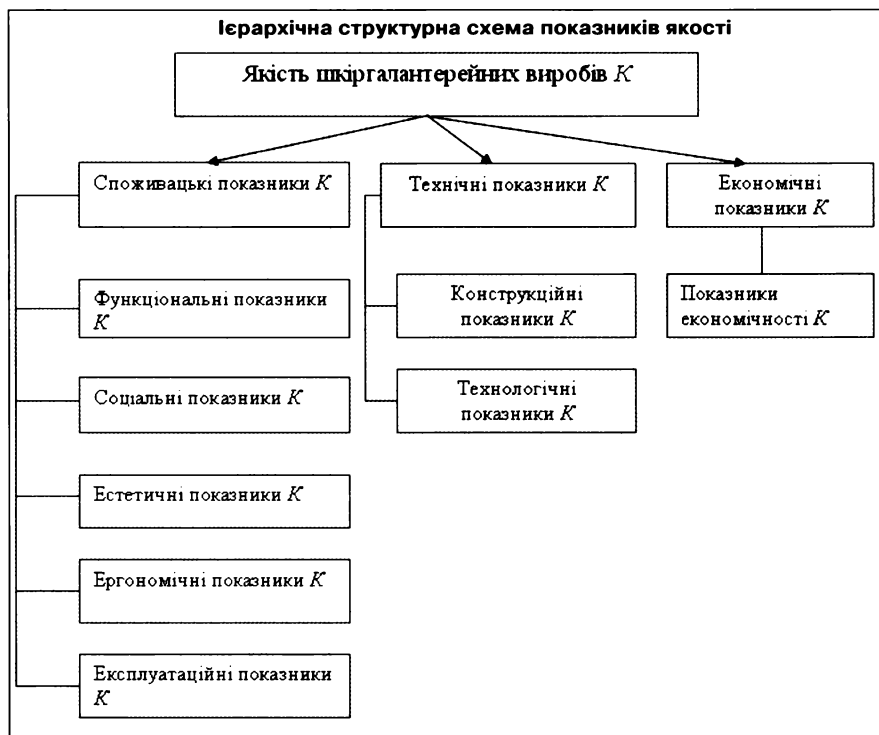 Ієрархічна структурна схема показників якості
Якість шкіргалантерейних виробів К
Споживацькі показники К
Технічні показники К
Економічні
показники К
Функціональні показники
К
Конструкційні
показники К
Показники
економічності К
Соціальні показники К
Технологічні
показники К
Естетичні показники К
Ергономічні показники К
Експлуатаційні показники
К